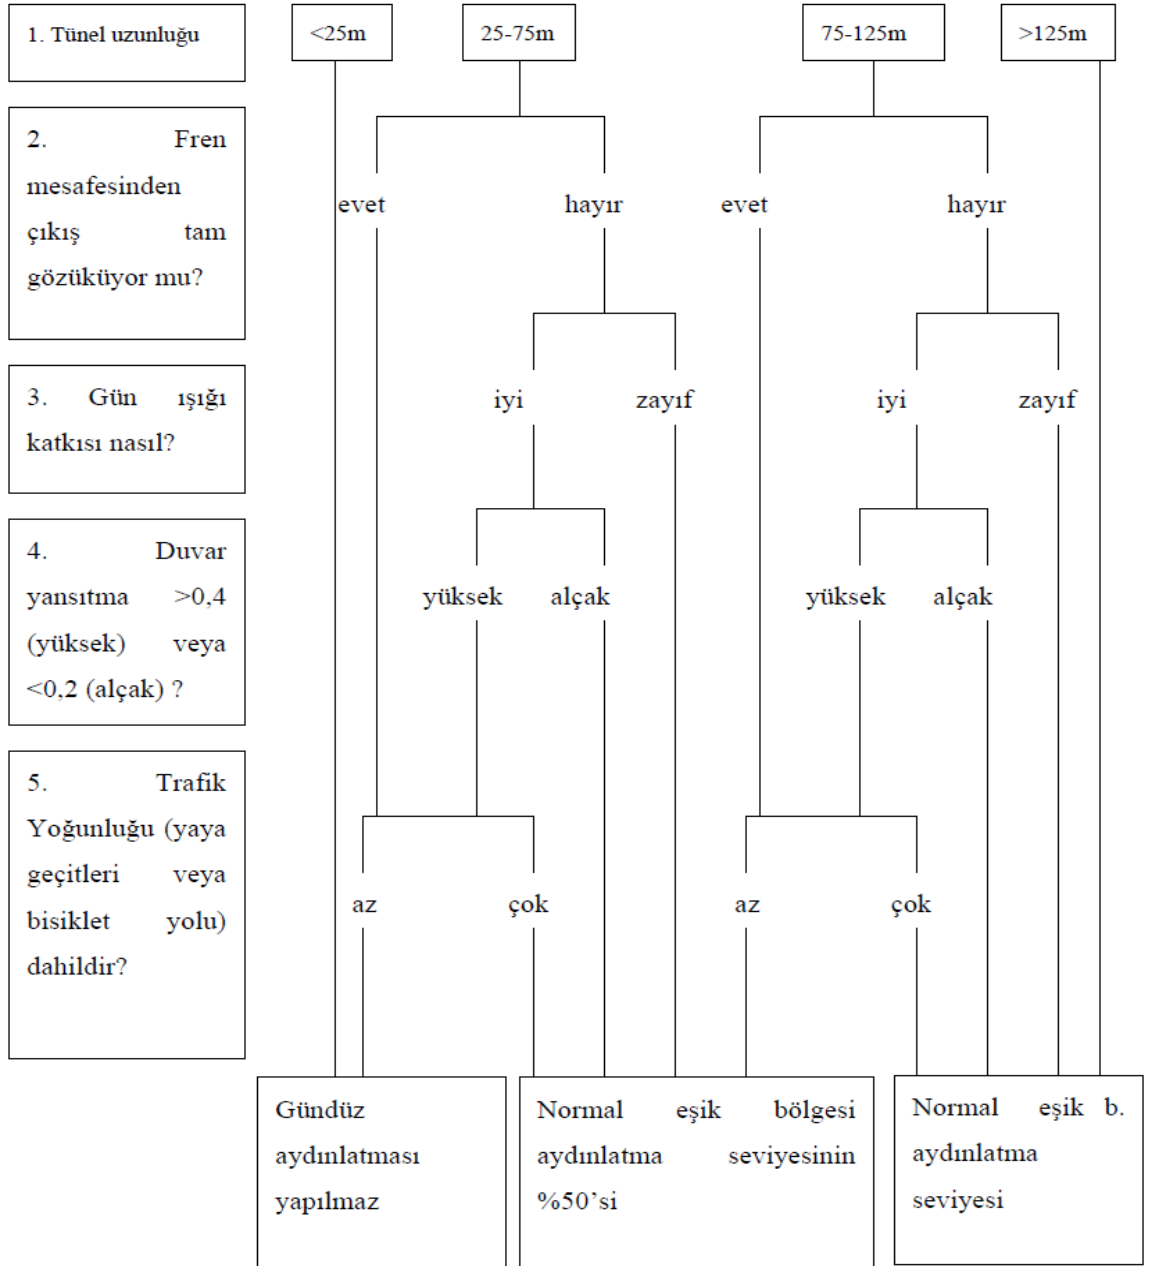 1. Tünel uzunluğu
<25m
25-75m
75-125m
>125m
2. Fren
mesafesinden
çıkış tam
gözüküyor mu?
evet
hayır
evet
hayır
3. Gün ışığı
katkısı nasıl?
iyi
zayıf
iyi
zayıf
4. Duvar
yansıtma >0,4
(yüksek) veya
<0,2 (alçak) ?
yüksek
alçak
yüksek
alçak
5. Trafik
Yoğunluğu (yaya
geçitleri veya
bisiklet yolu)
dahildir?
az
çok
az
çok
Gündüz
aydınlatması
yapılmaz
Normal eşik bölgesi
aydınlatma seviyesinin
%50’si
Normal eşik b.
aydınlatma
seviyesi